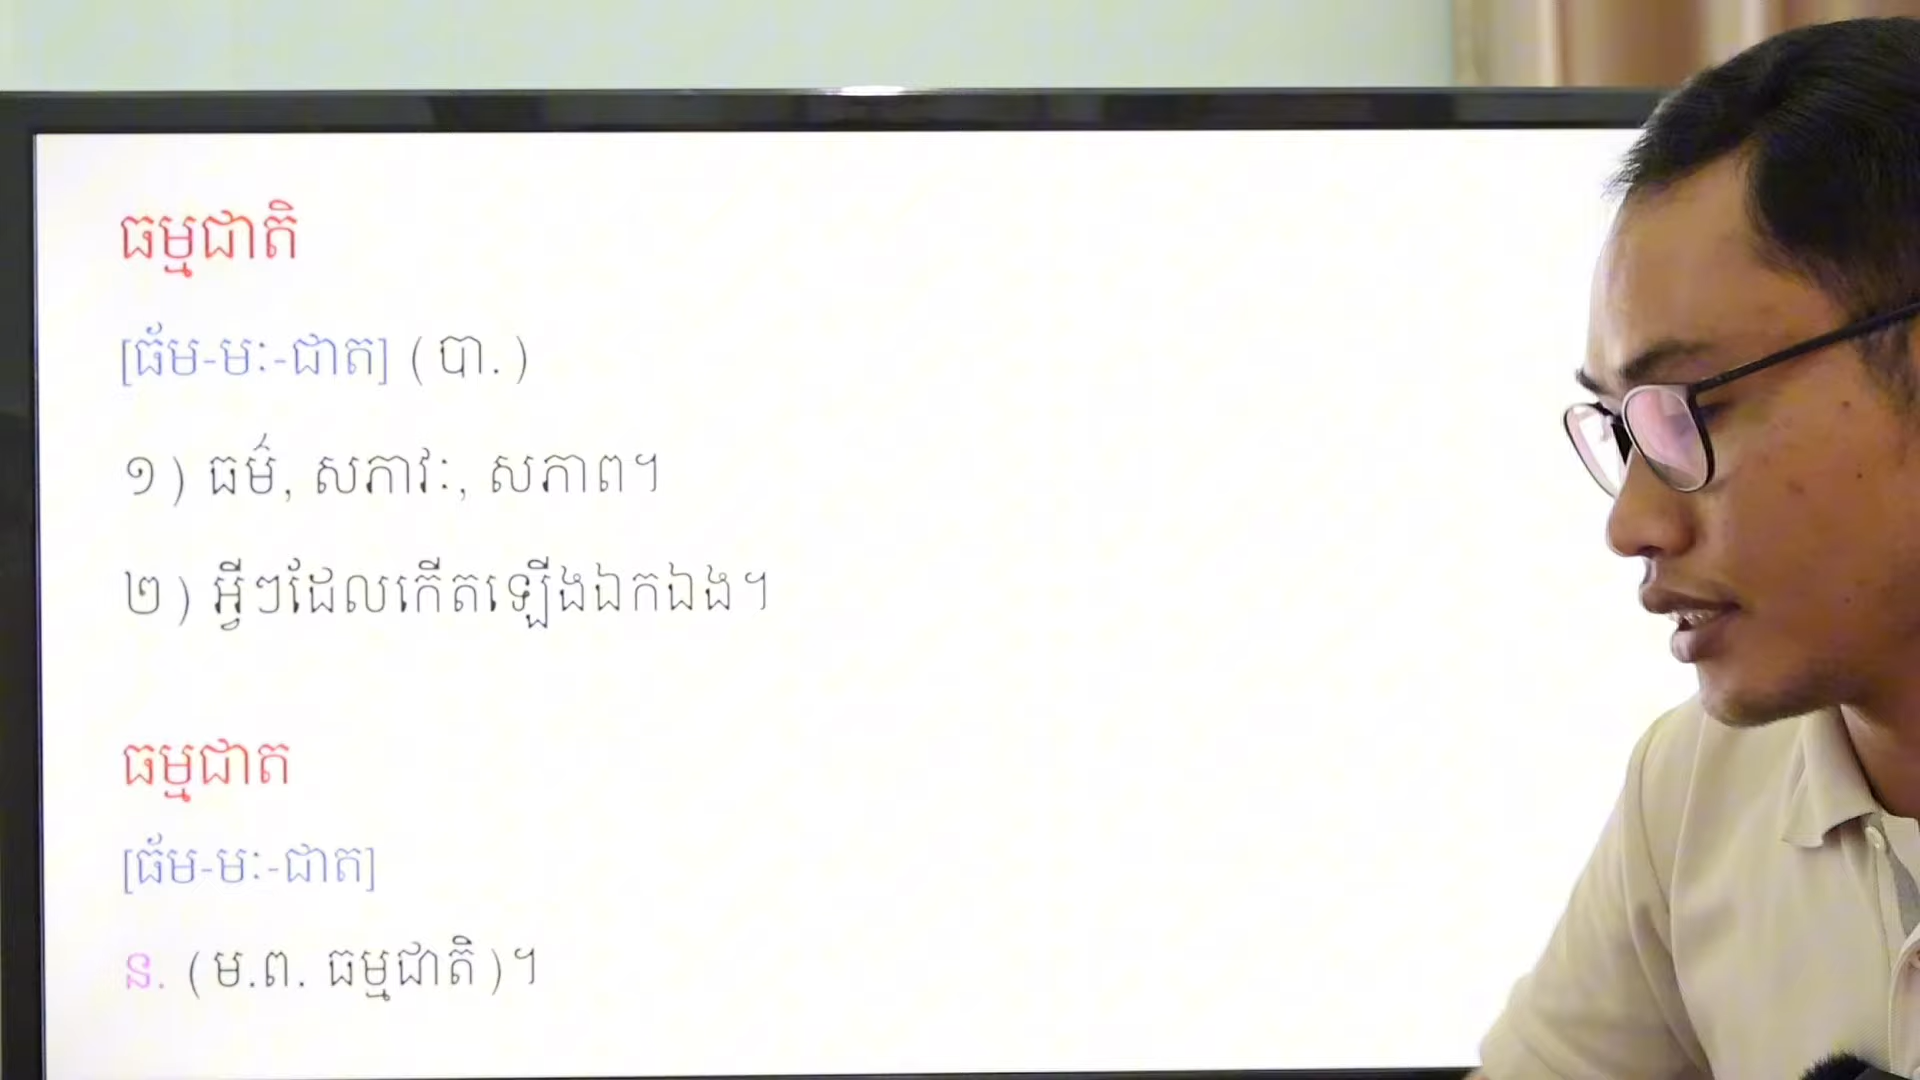 ធម្មជាតិ
[ធ័ម-មៈ-ជាត] (បា.)
១) ធម៌, សភាវៈ, សភាព។
២) អ្វីៗដែលកើតឡើងឯកឯង។
ធម្មជាត
[ធ័ម-មៈ-ជាត]
ន. (ម.ព. ធម្មជាតិ)។